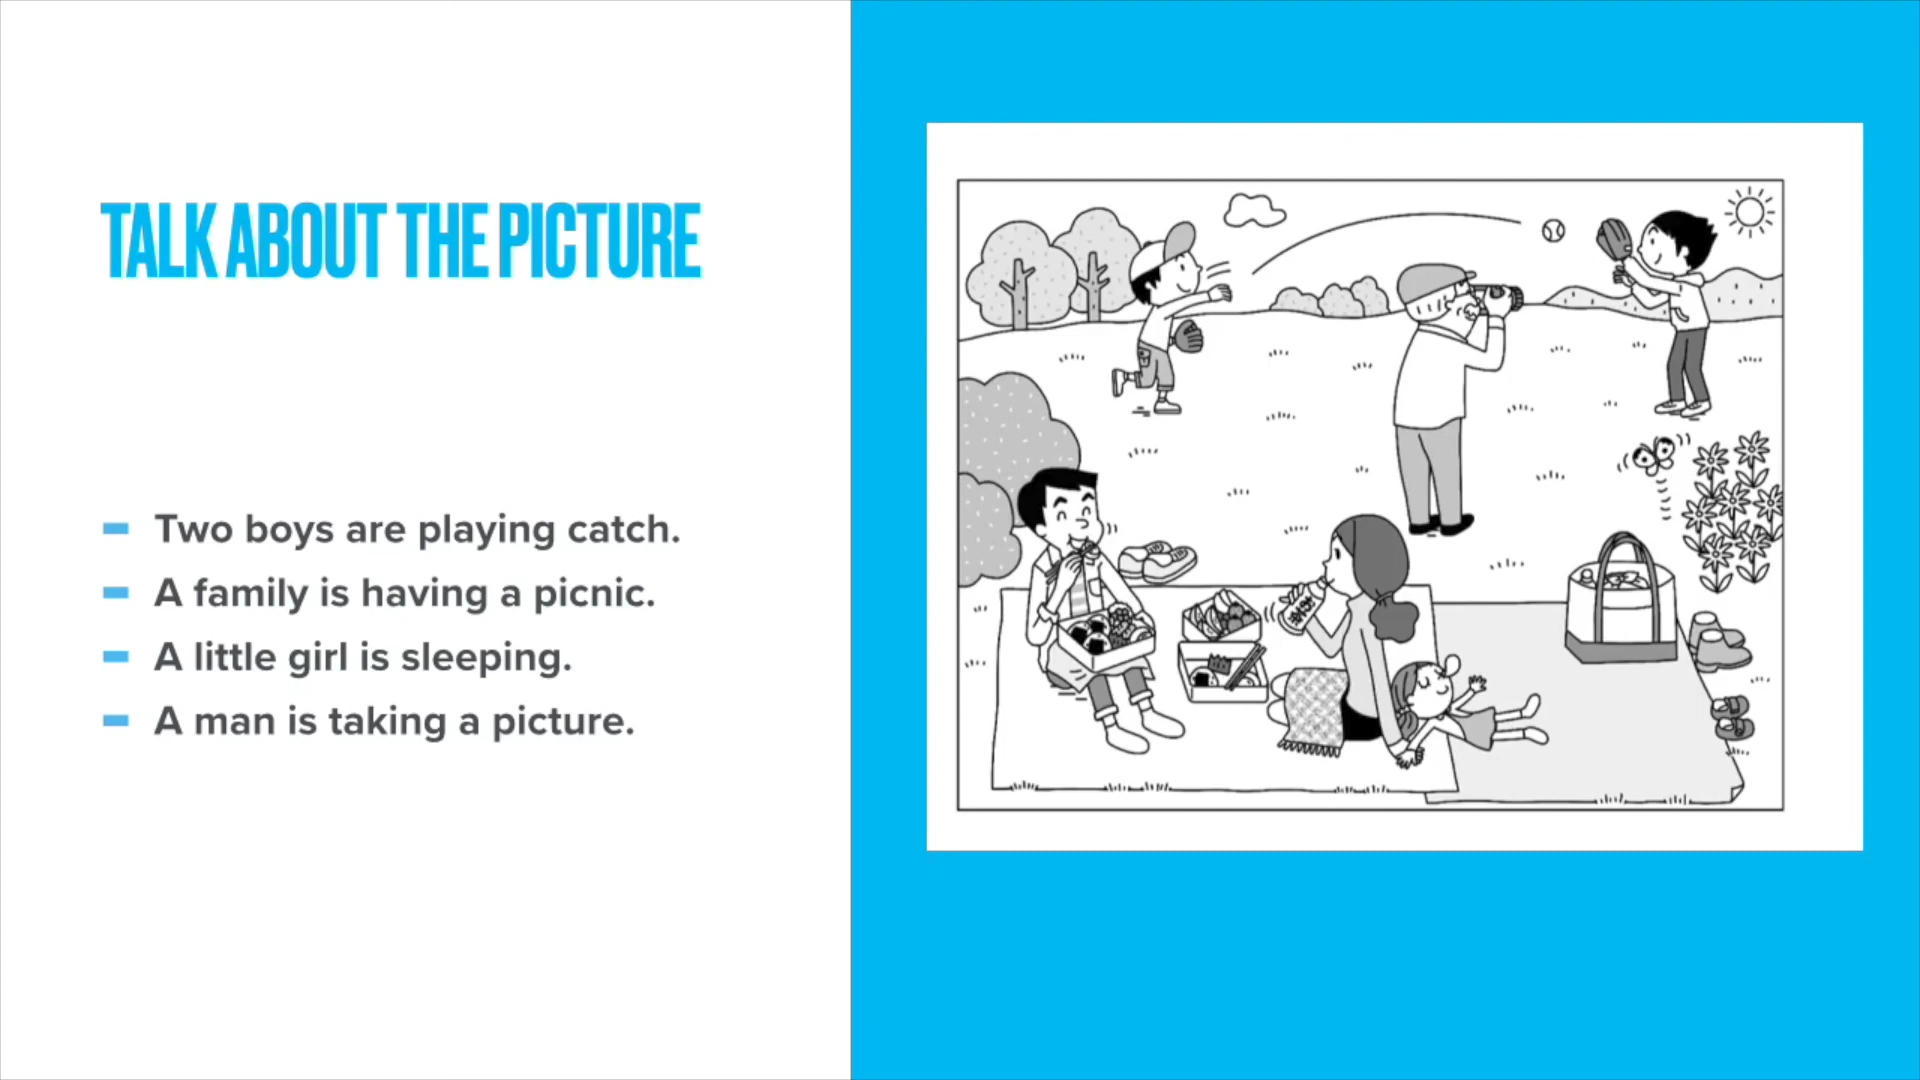 TALK ABOUT THE PICTURE
Two boys are playing catch.
A family is having a picnic.
A little girl is sleeping.
A man is taking a picture.